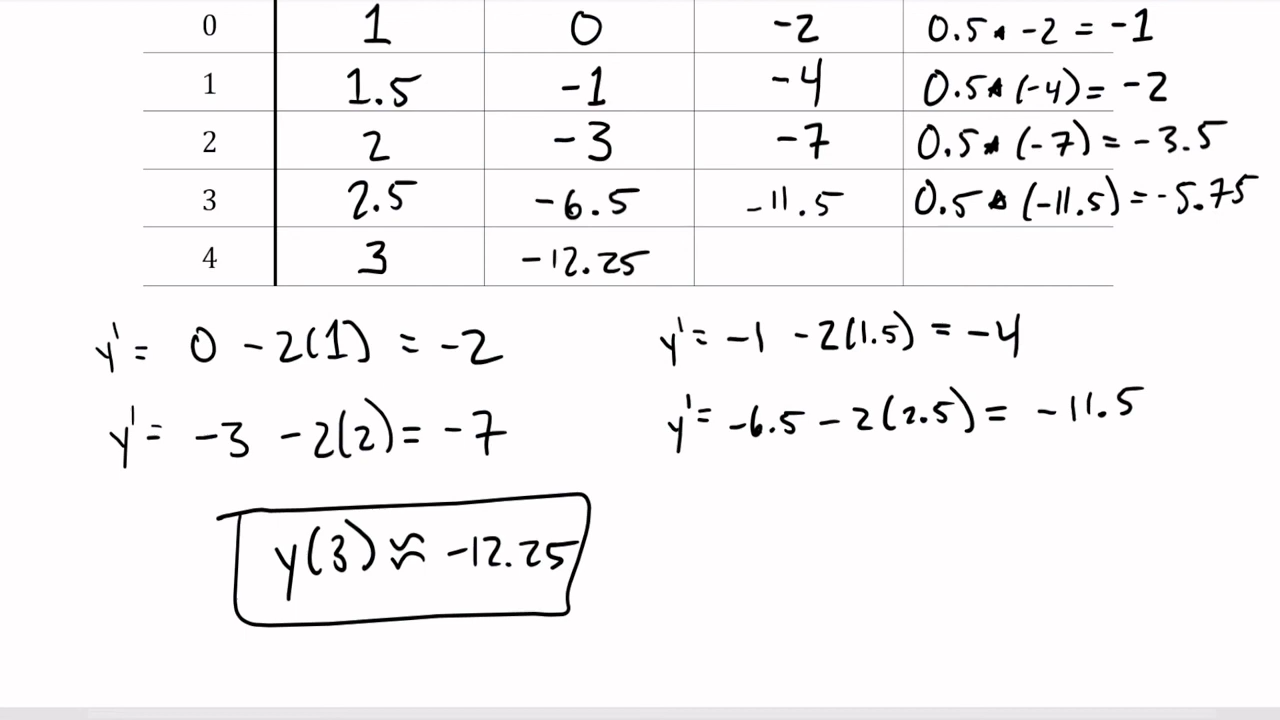 0 1 0 -2 0.5 * -2 = -1
1 1.5 -1 -4 0.5 * (-4) = -2
2 2 -3 -7 0.5 * (-7) = -3.5
3 2.5 -6.5 -11.5 0.5 * (-11.5) = -5.75
4 3 -12.25
y' = 0 - 2(1) = -2
y' = -1 - 2(1.5) = -4
y' = -3 - 2(2) = -7
y' = -6.5 - 2(2.5) = -11.5
y(3) ≈ -12.25